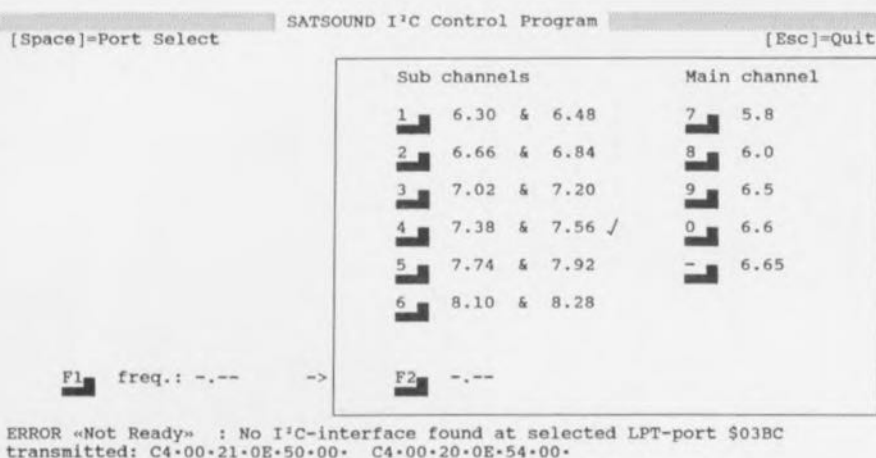 SATSOUND I²C Control Program
[Space]=Port Select [Esc]=Quit
Sub channels Main channel
1 6.30 & 6.48 7 5.8
2 6.66 & 6.84 8 6.0
3 7.02 & 7.20 9 6.5
4 7.38 & 7.56 √ 0 6.6
5 7.74 & 7.92 - 6.65
6 8.10 & 8.28
F1 freq.: -.-- -> F2 -.--
ERROR «Not Ready» : No I²C-interface found at selected LPT-port $03BC
transmitted: C4·00·21·0E·50·00· C4·00·20·0E·54·00·